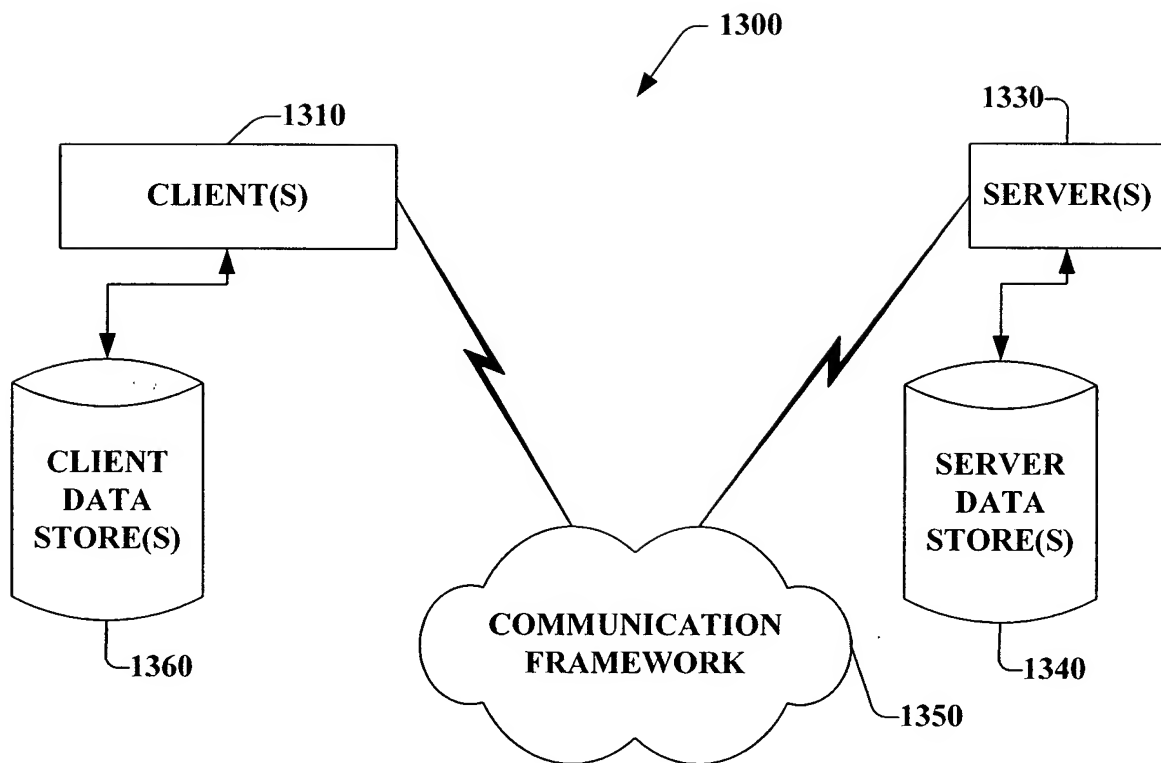 1300
1310
1330
CLIENT(S)
SERVER(S)
CLIENT
DATA
STORE(S)
SERVER
DATA
STORE(S)
COMMUNICATION
FRAMEWORK
1360
1340
1350